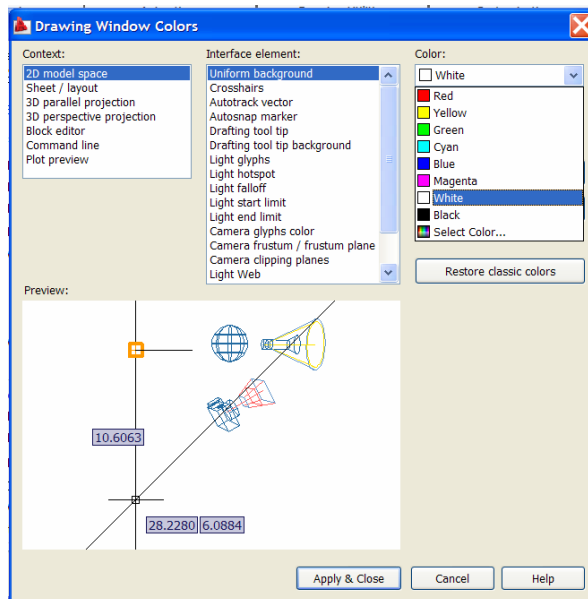 Drawing Window Colors
Context:
2D model space
Sheet / layout
3D parallel projection
3D perspective projection
Block editor
Command line
Plot preview
Interface element:
Uniform background
Crosshairs
Autotrack vector
Autosnap marker
Drafting tool tip
Drafting tool tip background
Light glyphs
Light hotspot
Light falloff
Light start limit
Light end limit
Camera glyphs color
Camera frustum / frustum plane
Camera clipping planes
Light Web
Color:
White
Red
Yellow
Green
Cyan
Blue
Magenta
White
Black
Select Color...
Restore classic colors
Preview:
10.6063
28.2280 6.0884
Apply & Close
Cancel
Help